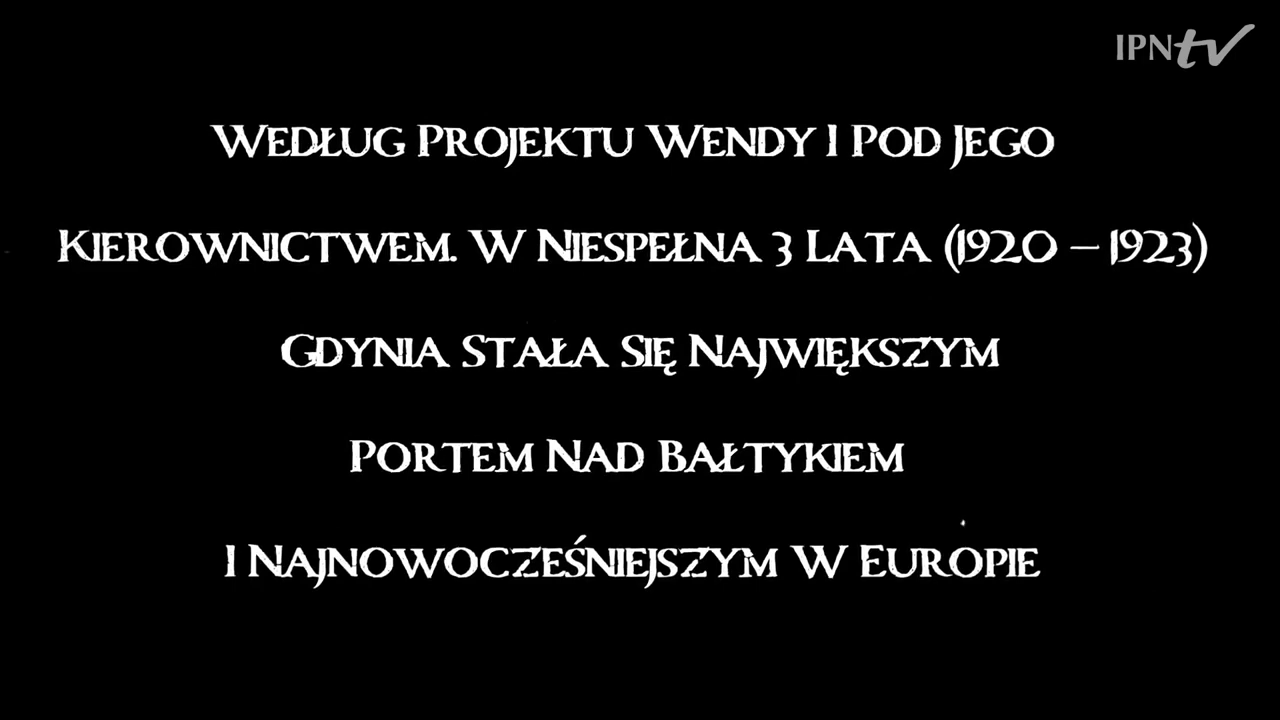 IPNtv
Według Projektu Wendy I Pod Jego
Kierownictwem. W Niespełna 3 Lata (1920 – 1923)
Gdynia Stała Się Największym
Portem Nad Bałtykiem
I Najnowocześniejszym W Europie